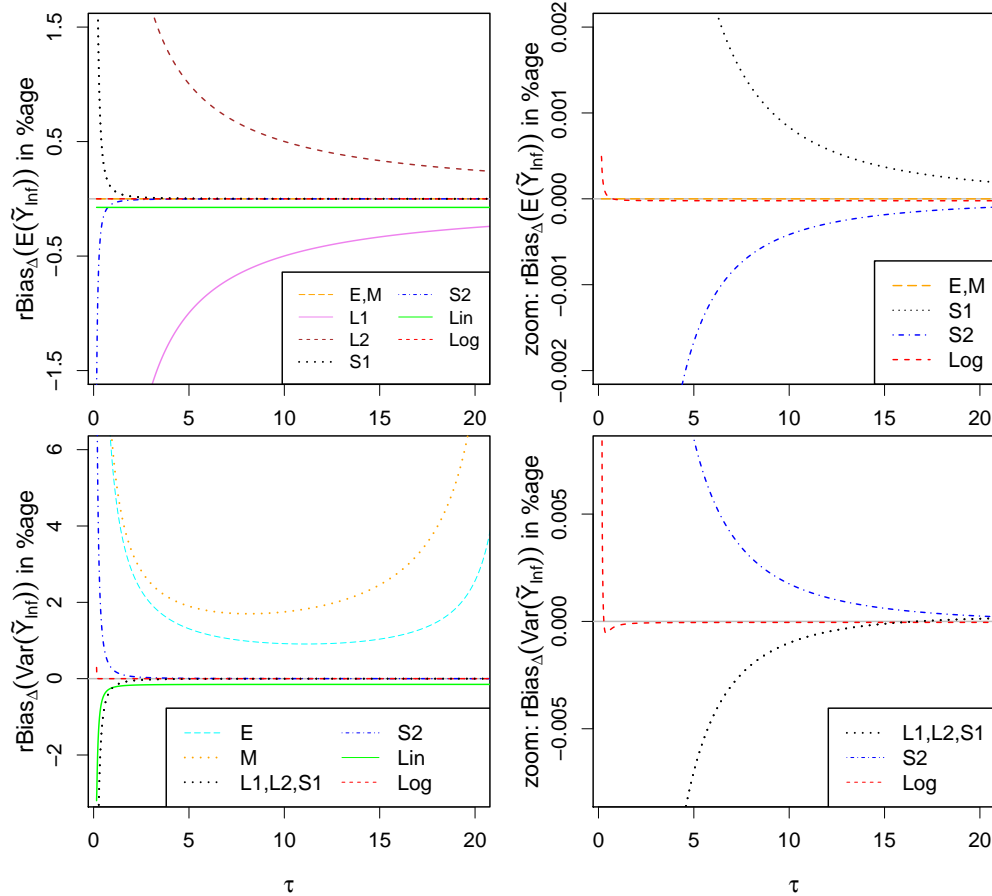 rBias_Δ(E(Ỹ_Inf)) in %age
1.5
0.5
−0.5
−1.5
0 5 10 15 20
E,M
L1
L2
S1
S2
Lin
Log
zoom: rBias_Δ(E(Ỹ_Inf)) in %age
0.002
0.001
0.000
−0.001
−0.002
0 5 10 15 20
E,M
S1
S2
Log
rBias_Δ(Var(Ỹ_Inf)) in %age
6
4
2
0
−2
0 5 10 15 20
E
M
L1,L2,S1
S2
Lin
Log
τ
zoom: rBias_Δ(Var(Ỹ_Inf)) in %age
0.005
0.000
−0.005
0 5 10 15 20
L1,L2,S1
S2
Log
τ